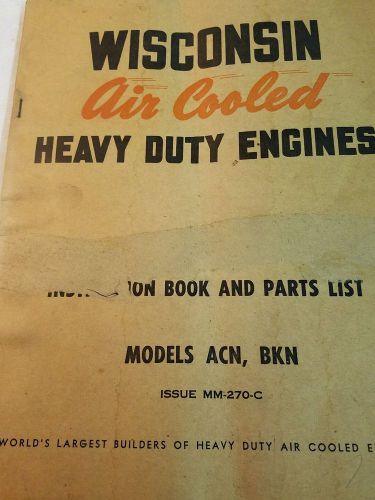 WISCONSIN
Air Cooled
HEAVY DUTY ENGINES
ON BOOK AND PARTS LIST
MODELS ACN, BKN
ISSUE MM-270-C
WORLD'S LARGEST BUILDERS OF HEAVY DUTY AIR COOLED E